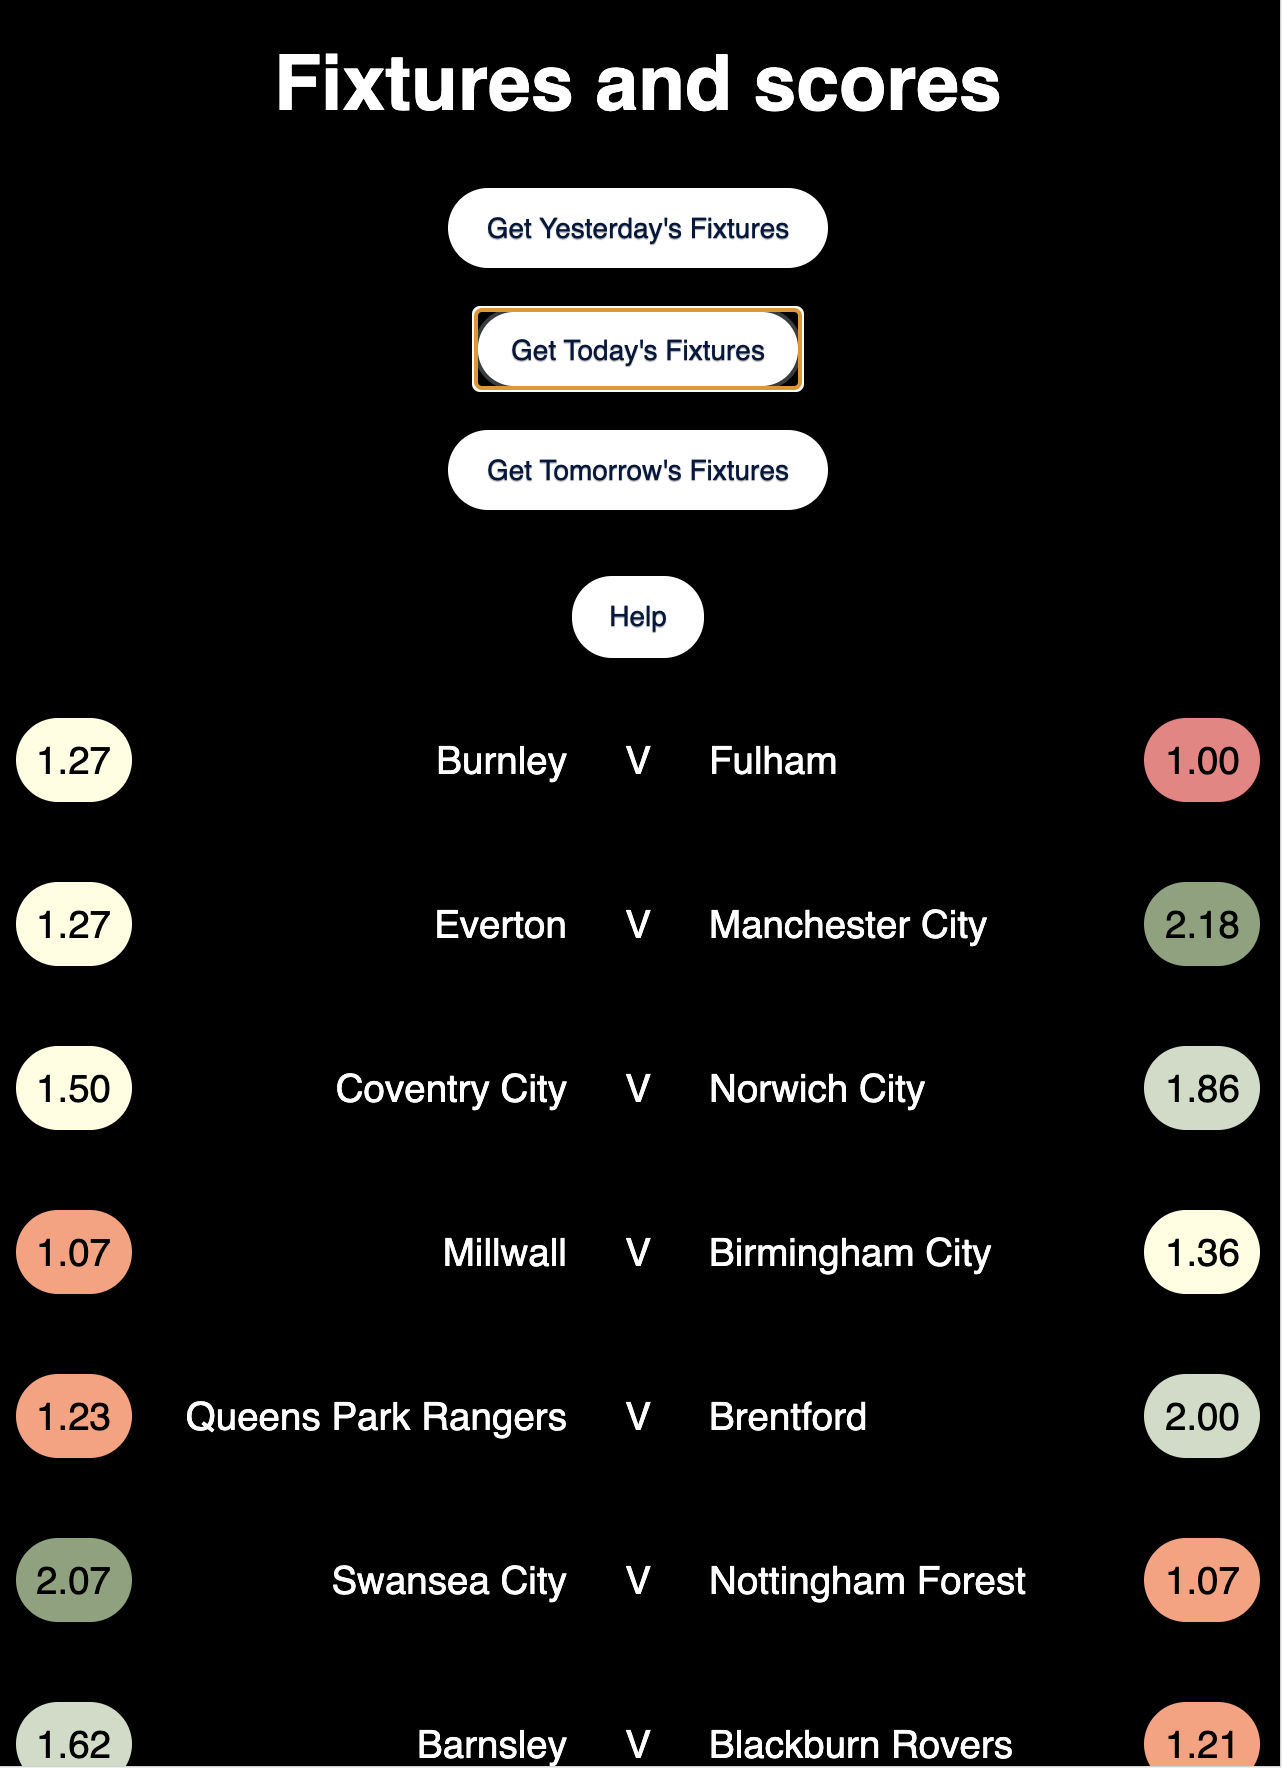 Fixtures and scores
Get Yesterday's Fixtures
Get Today's Fixtures
Get Tomorrow's Fixtures
Help
1.27 Burnley V Fulham 1.00
1.27 Everton V Manchester City 2.18
1.50 Coventry City V Norwich City 1.86
1.07 Millwall V Birmingham City 1.36
1.23 Queens Park Rangers V Brentford 2.00
2.07 Swansea City V Nottingham Forest 1.07
1.62 Barnsley V Blackburn Rovers 1.21